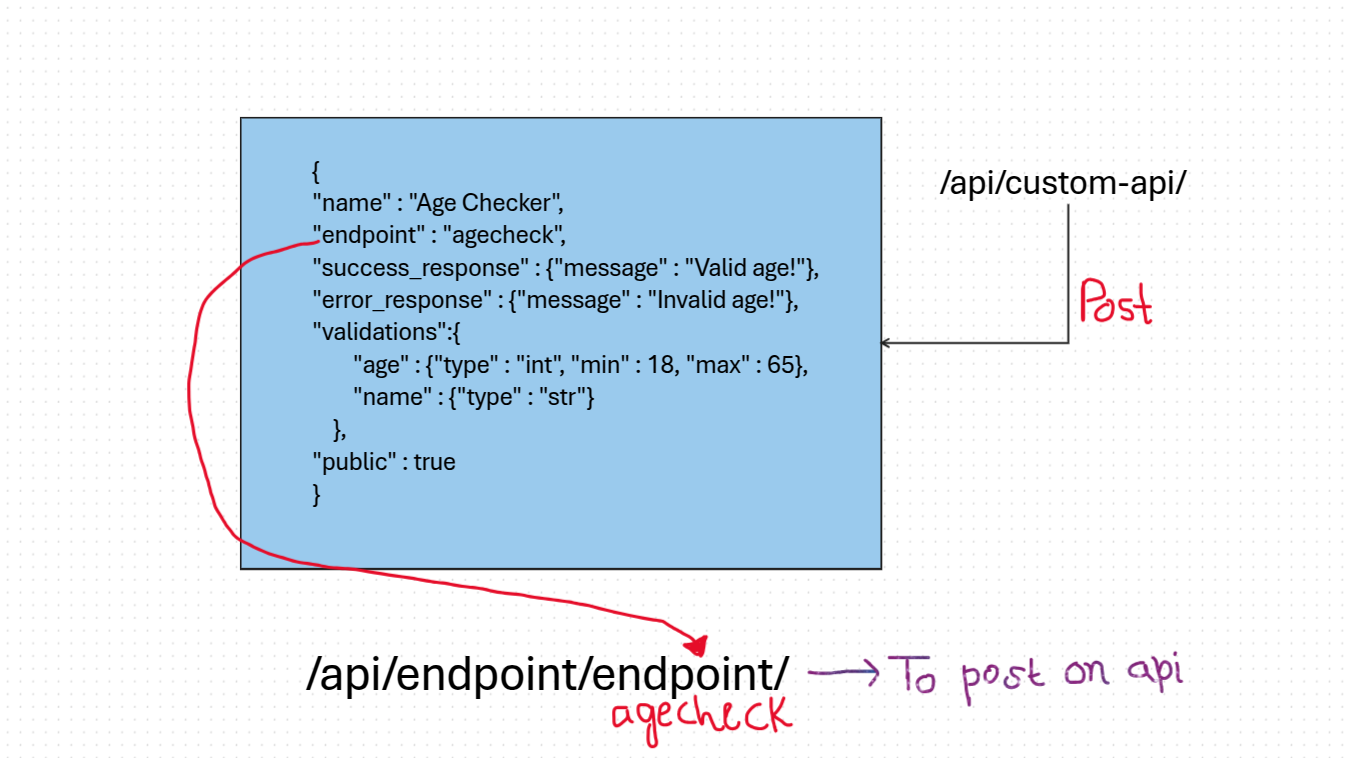 {
"name" : "Age Checker",
"endpoint" : "agecheck",
"success_response" : {"message" : "Valid age!"},
"error_response" : {"message" : "Invalid age!"},
"validations":{
"age" : {"type" : "int", "min" : 18, "max" : 65},
"name" : {"type" : "str"}
},
"public" : true
}
/api/custom-api/
Post
/api/endpoint/endpoint/
agecheck
To post on api